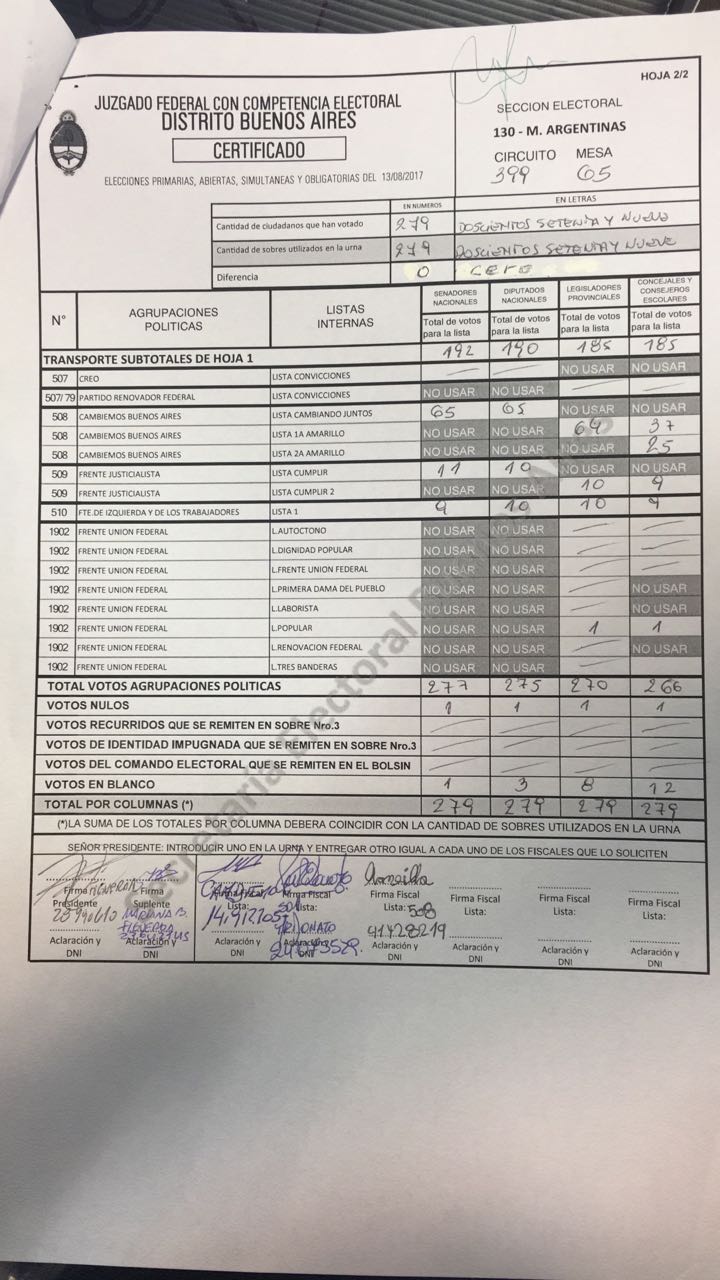 HOJA 2/2
JUZGADO FEDERAL CON COMPETENCIA ELECTORAL
DISTRITO BUENOS AIRES
CERTIFICADO
ELECCIONES PRIMARIAS, ABIERTAS, SIMULTANEAS Y OBLIGATORIAS DEL 13/08/2017
SECCION ELECTORAL
130 - M. ARGENTINAS
CIRCUITO MESA
399 65
EN NUMEROS EN LETRAS
Cantidad de ciudadanos que han votado 279 DOSCIENTOS SETENTA Y NUEVE
Cantidad de sobres utilizados en la urna 279 DOSCIENTOS SETENTA Y NUEVE
Diferencia 0 CERO
N° AGRUPACIONES POLITICAS LISTAS INTERNAS SENADORES NACIONALES DIPUTADOS NACIONALES LEGISLADORES PROVINCIALES CONCEJALES Y CONSEJEROS ESCOLARES
Total de votos para la lista Total de votos para la lista Total de votos para la lista Total de votos para la lista
TRANSPORTE SUBTOTALES DE HOJA 1 192 190 185 185
507 CREO LISTA CONVICCIONES — — NO USAR NO USAR
507/ 79 PARTIDO RENOVADOR FEDERAL LISTA CONVICCIONES NO USAR NO USAR — —
508 CAMBIEMOS BUENOS AIRES LISTA CAMBIANDO JUNTOS 65 65 NO USAR NO USAR
508 CAMBIEMOS BUENOS AIRES LISTA 1A AMARILLO NO USAR NO USAR 64 37
508 CAMBIEMOS BUENOS AIRES LISTA 2A AMARILLO NO USAR NO USAR NO USAR 25
509 FRENTE JUSTICIALISTA LISTA CUMPLIR 11 10 NO USAR NO USAR
509 FRENTE JUSTICIALISTA LISTA CUMPLIR 2 NO USAR NO USAR 10 9
510 FTE.DE IZQUIERDA Y DE LOS TRABAJADORES LISTA 1 9 10 10 9
1902 FRENTE UNION FEDERAL L.AUTOCTONO NO USAR NO USAR — —
1902 FRENTE UNION FEDERAL L.DIGNIDAD POPULAR NO USAR NO USAR — —
1902 FRENTE UNION FEDERAL L.FRENTE UNION FEDERAL NO USAR NO USAR — —
1902 FRENTE UNION FEDERAL L.PRIMERA DAMA DEL PUEBLO NO USAR NO USAR — NO USAR
1902 FRENTE UNION FEDERAL L.LABORISTA NO USAR NO USAR — NO USAR
1902 FRENTE UNION FEDERAL L.POPULAR NO USAR NO USAR 1 1
1902 FRENTE UNION FEDERAL L.RENOVACION FEDERAL NO USAR NO USAR — NO USAR
1902 FRENTE UNION FEDERAL L.TRES BANDERAS NO USAR NO USAR — —
TOTAL VOTOS AGRUPACIONES POLITICAS 277 275 270 266
VOTOS NULOS 1 1 1 1
VOTOS RECURRIDOS QUE SE REMITEN EN SOBRE Nro.3 — — — —
VOTOS DE IDENTIDAD IMPUGNADA QUE SE REMITEN EN SOBRE Nro.3 — — — —
VOTOS DEL COMANDO ELECTORAL QUE SE REMITEN EN EL BOLSIN — — — —
VOTOS EN BLANCO 1 3 8 12
TOTAL POR COLUMNAS (*) 279 279 279 279
(*)LA SUMA DE LOS TOTALES POR COLUMNA DEBERA COINCIDIR CON LA CANTIDAD DE SOBRES UTILIZADOS EN LA URNA
SEÑOR PRESIDENTE: INTRODUCIR UNO EN LA URNA Y ENTREGAR OTRO IGUAL A CADA UNO DE LOS FISCALES QUE LO SOLICITEN
Firma Firma Firma Fiscal Firma Fiscal Firma Fiscal Firma Fiscal Firma Fiscal Firma Fiscal
Presidente Suplente Lista: Lista: Lista: 508 Lista: Lista: Lista:
MARIANA B.
FIGUEROA
41428219
Aclaración y Aclaración y Aclaración y Aclaración y Aclaración y Aclaración y Aclaración y Aclaración y
DNI DNI DNI DNI DNI DNI DNI DNI